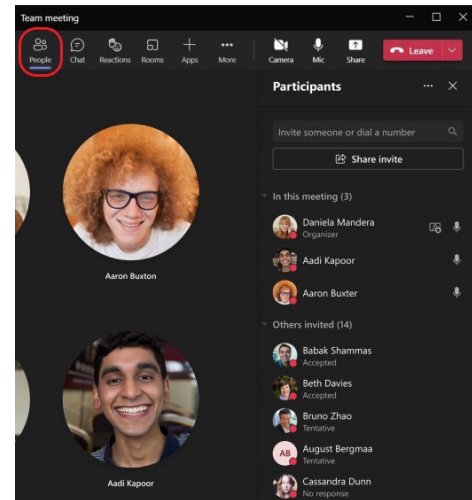 Team meeting
People
Chat
Reactions
Rooms
Apps
More
Camera
Mic
Share
Leave
Participants
Invite someone or dial a number
Share invite
In this meeting (3)
Daniela Mandera
Organizer
Aadi Kapoor
Aaron Buxter
Others invited (14)
Babak Shammas
Accepted
Beth Davies
Accepted
Bruno Zhao
Tentative
AB
August Bergmaa
Tentative
Cassandra Dunn
No response
Aaron Buxton
Aadi Kapoor